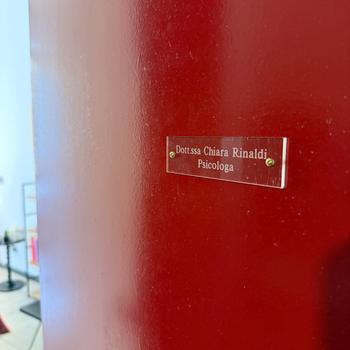 Dott.ssa Chiara Rinaldi
Psicologa